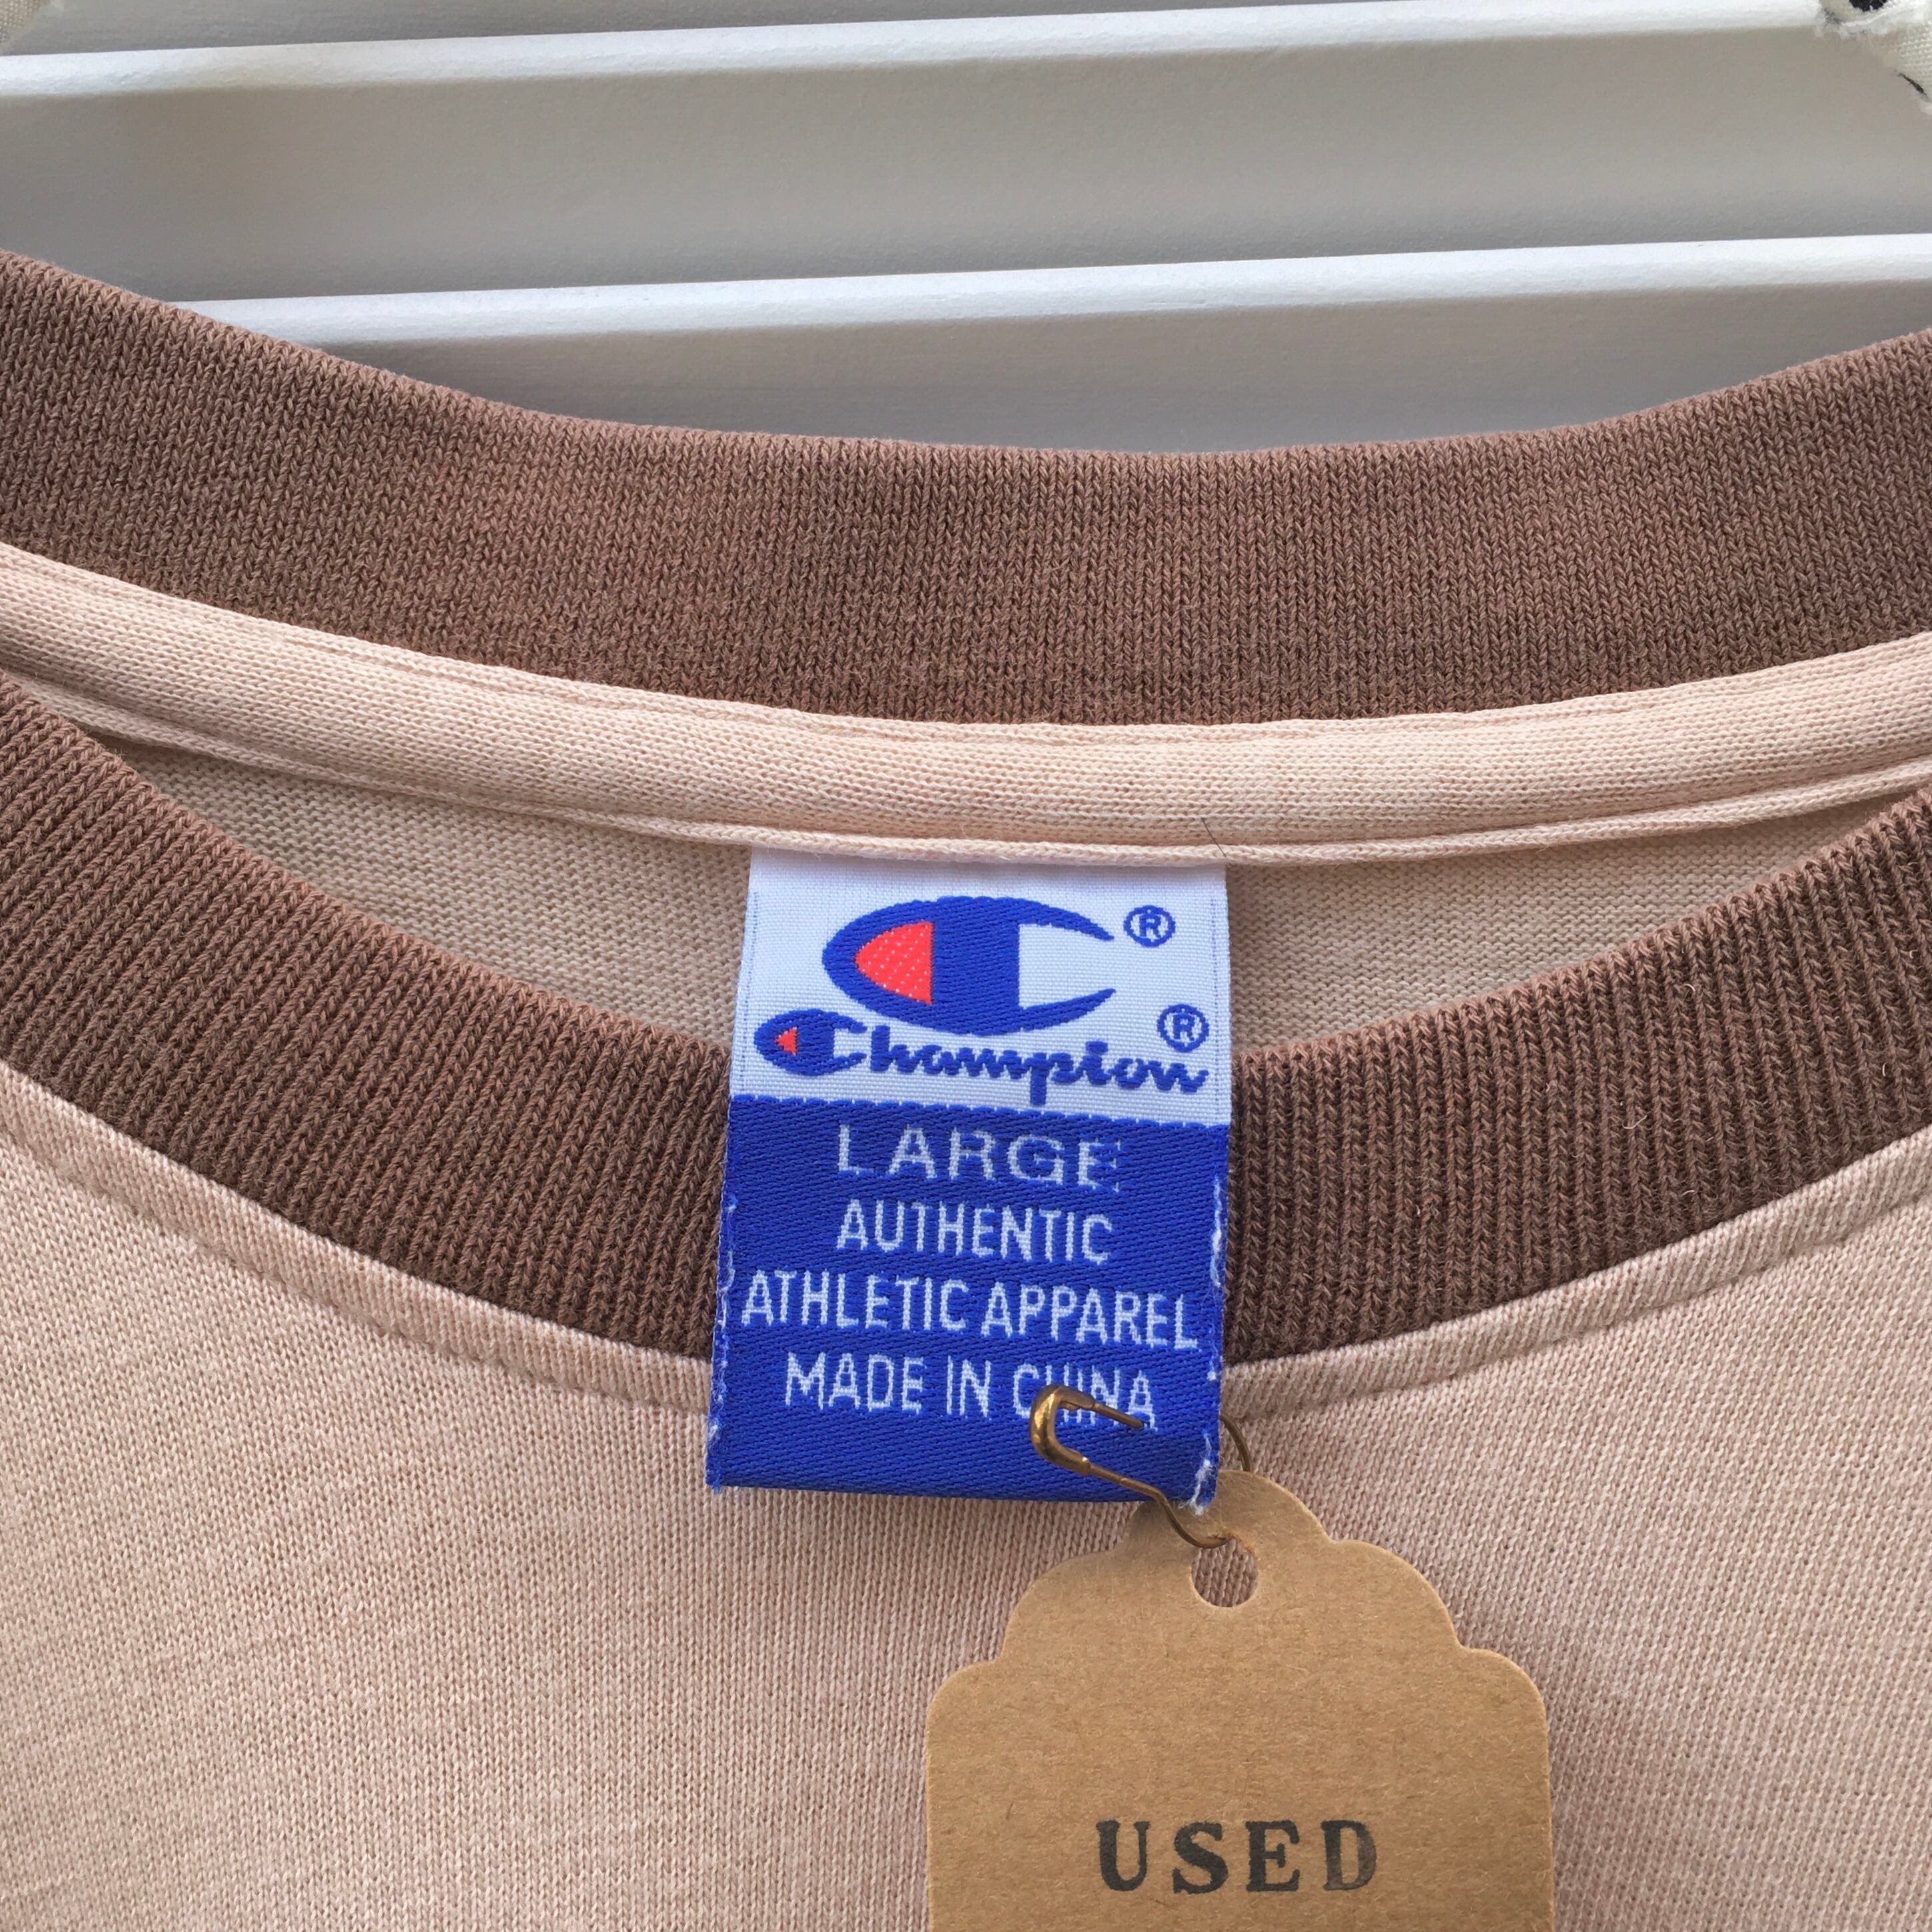 C ®
Champion ®
LARGE
AUTHENTIC
ATHLETIC APPAREL
MADE IN CHINA
USED